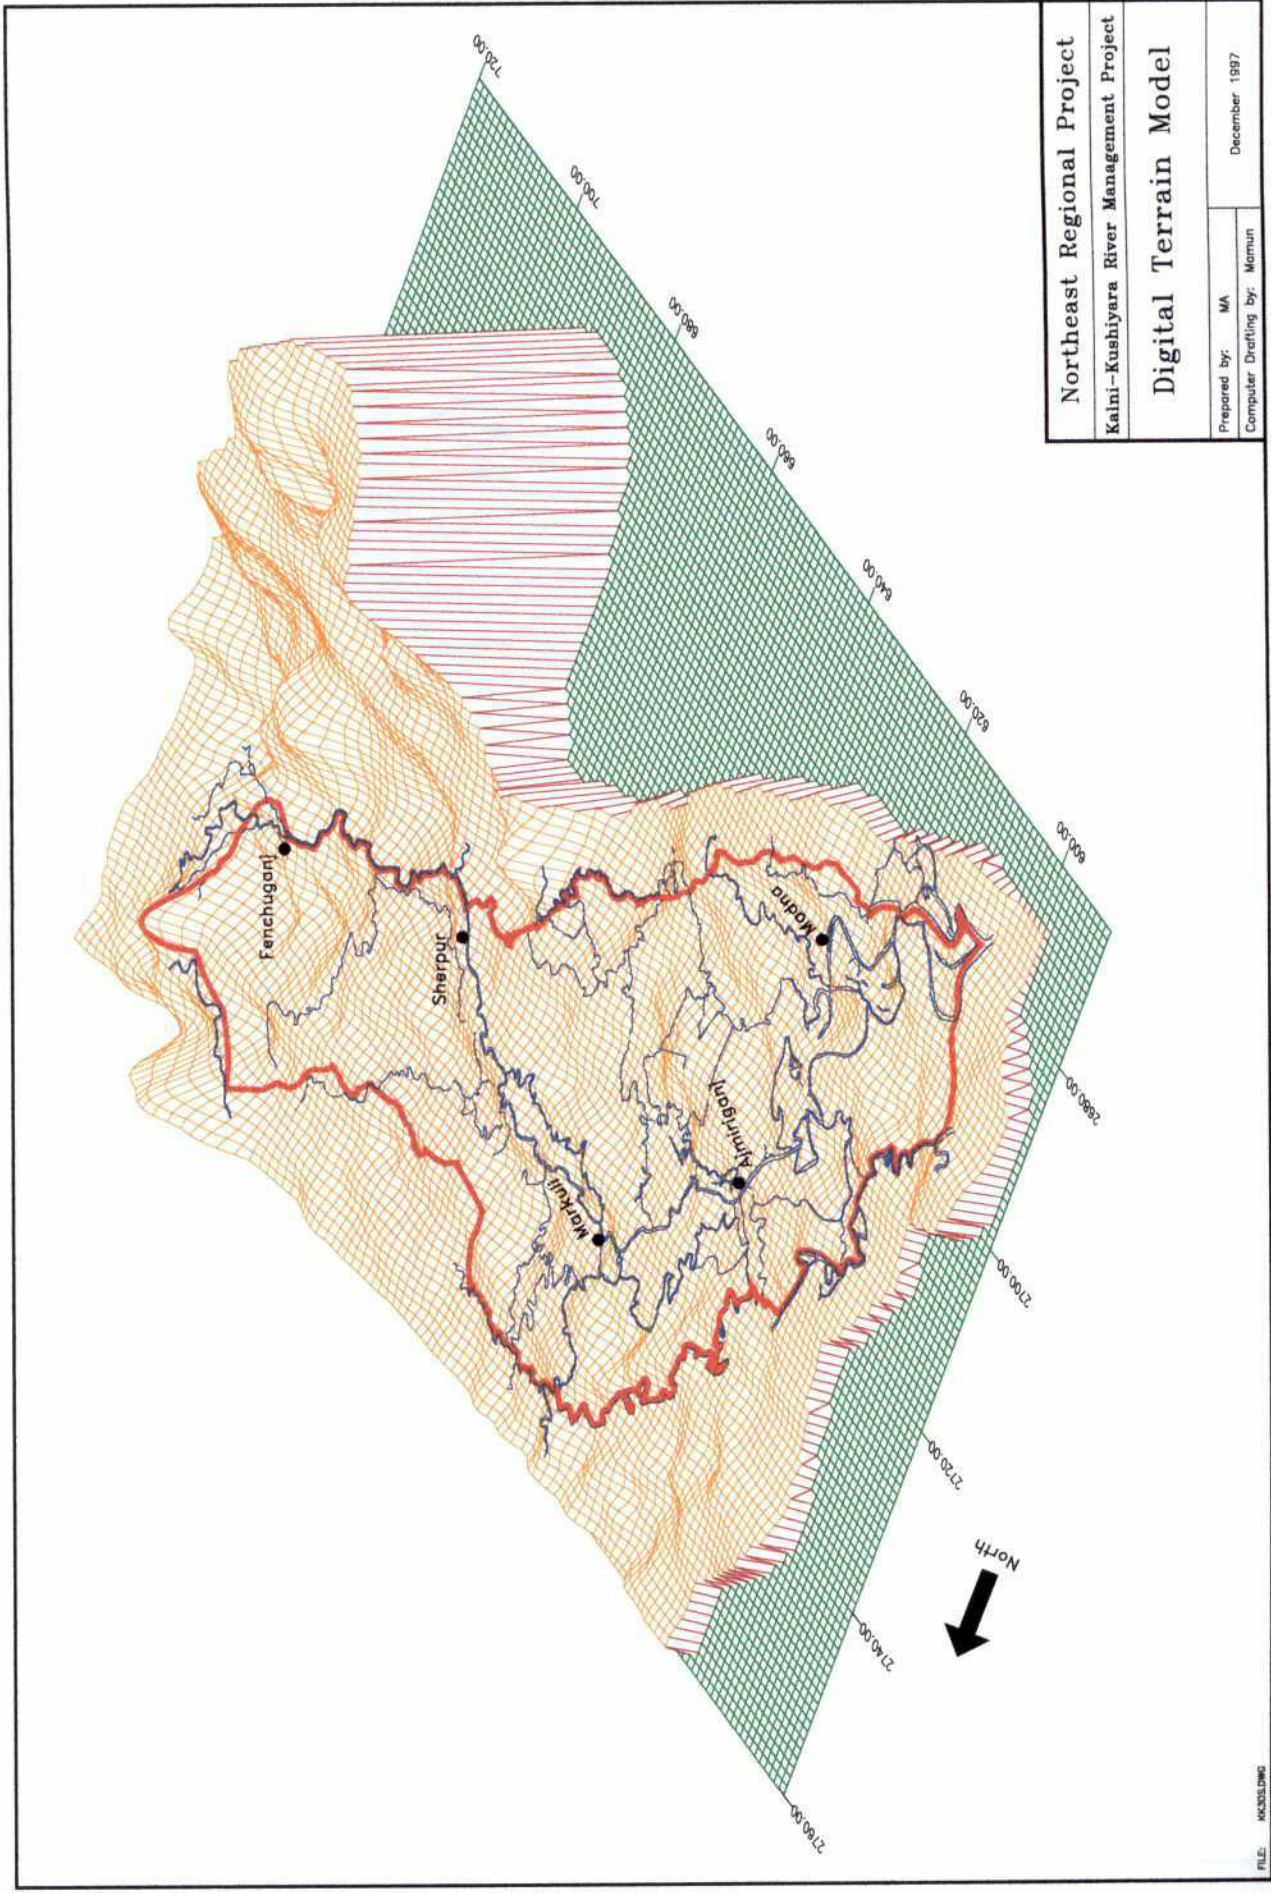 Northeast Regional Project
Kalni-Kushiyara River Management Project
Digital Terrain Model
Prepared by: MA
Computer Drafting by: Mamun
December 1997
720.00
700.00
680.00
660.00
640.00
620.00
600.00
2680.00
2700.00
2720.00
2740.00
2760.00
Fenchuganj
Sherpur
Markuli
Ajmiriganj
Madna
North
FILE: KK30S.DWG